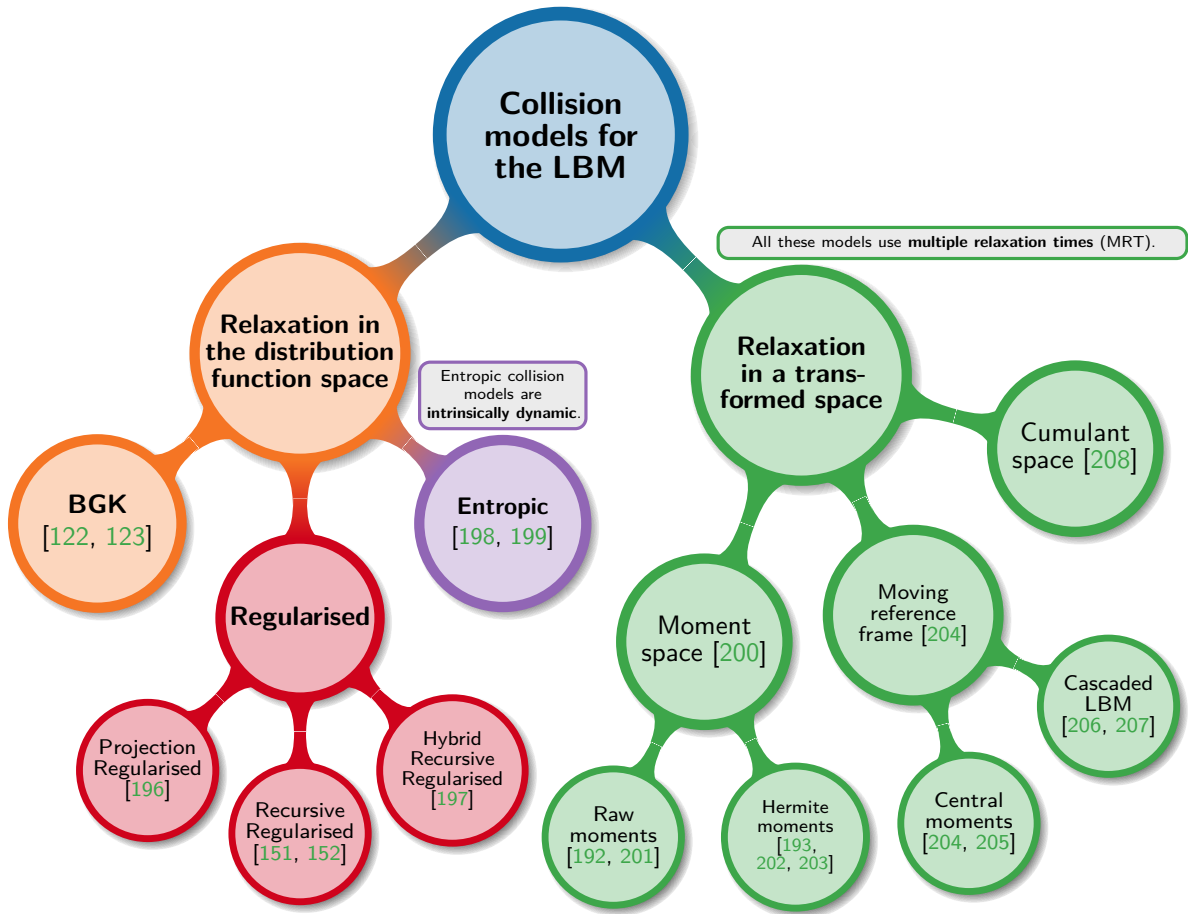 Collision
models for
the LBM
All these models use multiple relaxation times (MRT).
Relaxation in
the distribution
function space
Relaxation
in a trans-
formed space
Entropic collision
models are
intrinsically dynamic.
Cumulant
space [208]
BGK
[122, 123]
Entropic
[198, 199]
Regularised
Moment
space [200]
Moving
reference
frame [204]
Cascaded
LBM
[206, 207]
Projection
Regularised
[196]
Recursive
Regularised
[151, 152]
Hybrid
Recursive
Regularised
[197]
Raw
moments
[192, 201]
Hermite
moments
[193,
202, 203]
Central
moments
[204, 205]